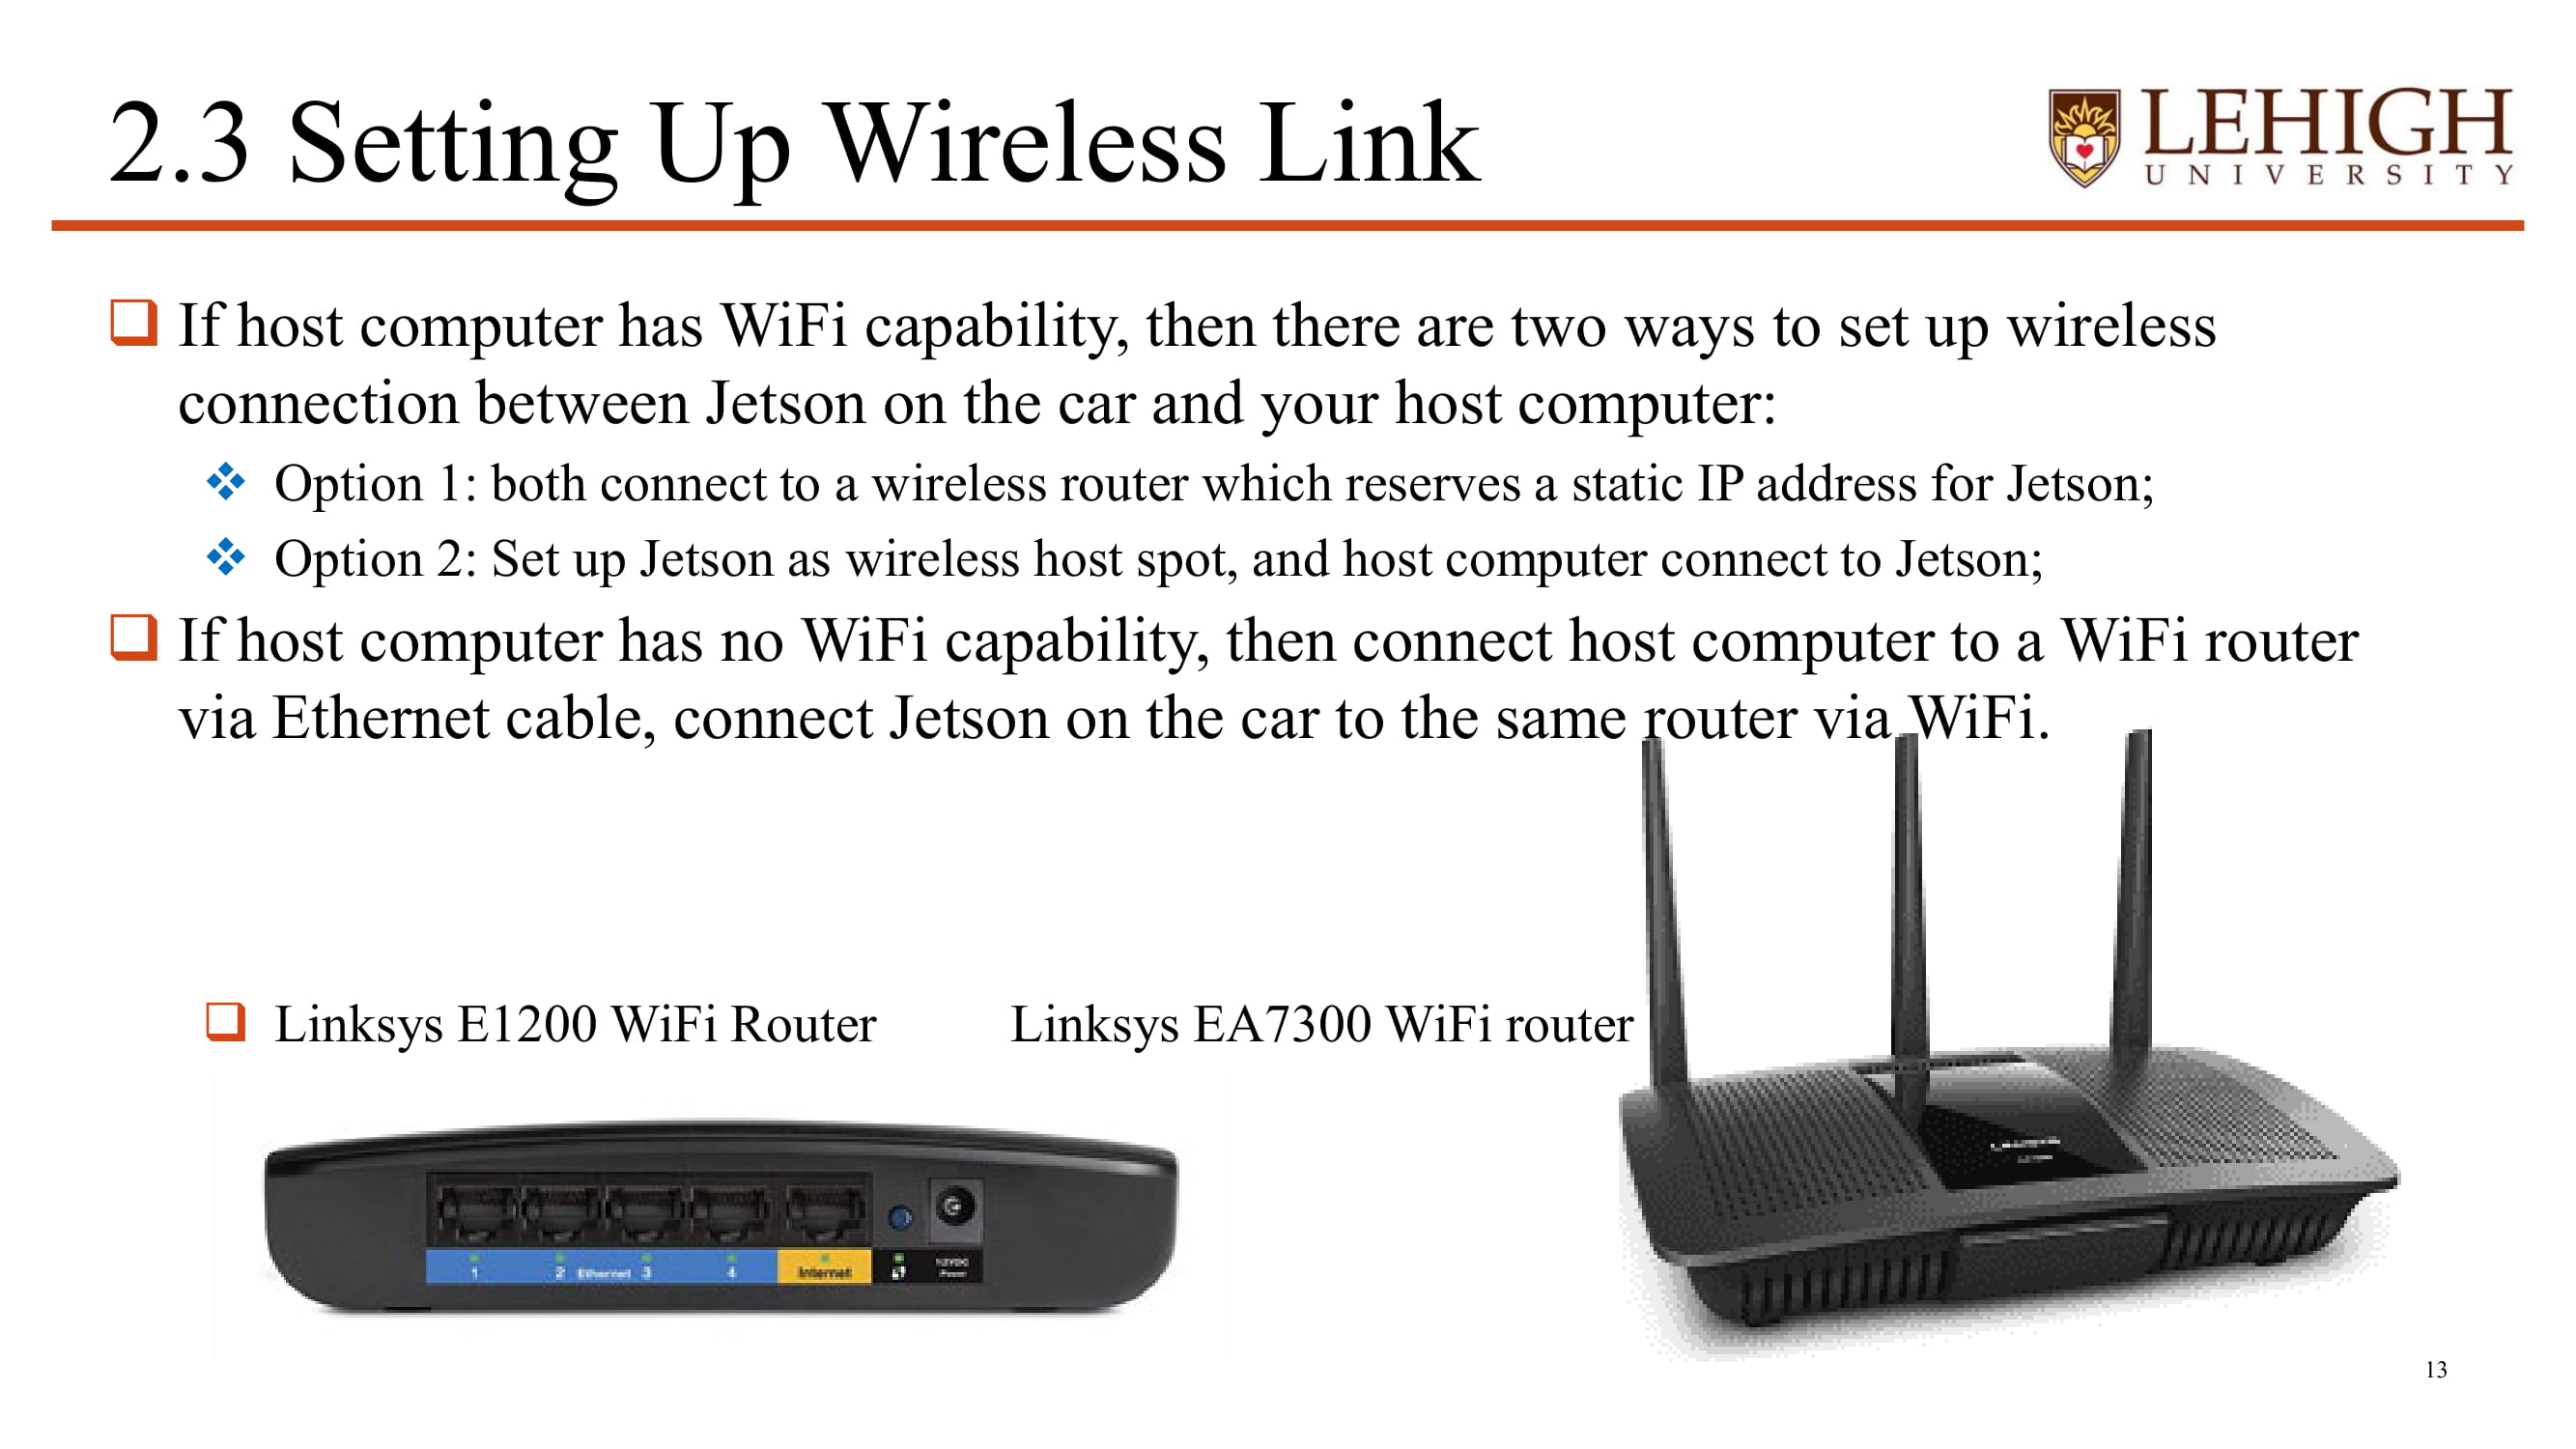 2.3 Setting Up Wireless Link
LEHIGH
UNIVERSITY
If host computer has WiFi capability, then there are two ways to set up wireless
connection between Jetson on the car and your host computer:
Option 1: both connect to a wireless router which reserves a static IP address for Jetson;
Option 2: Set up Jetson as wireless host spot, and host computer connect to Jetson;
If host computer has no WiFi capability, then connect host computer to a WiFi router
via Ethernet cable, connect Jetson on the car to the same router via WiFi.
Linksys E1200 WiFi Router
Linksys EA7300 WiFi router
1 2 Ethernet 3 4 Internet
12VDC
Power
13